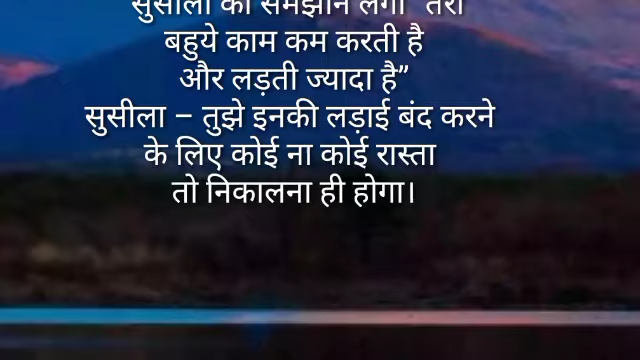 सुसीला को समझाने लगी “तेरी
बहुये काम कम करती है
और लड़ती ज्यादा है”
सुसीला – तुझे इनकी लड़ाई बंद करने
के लिए कोई ना कोई रास्ता
तो निकालना ही होगा।